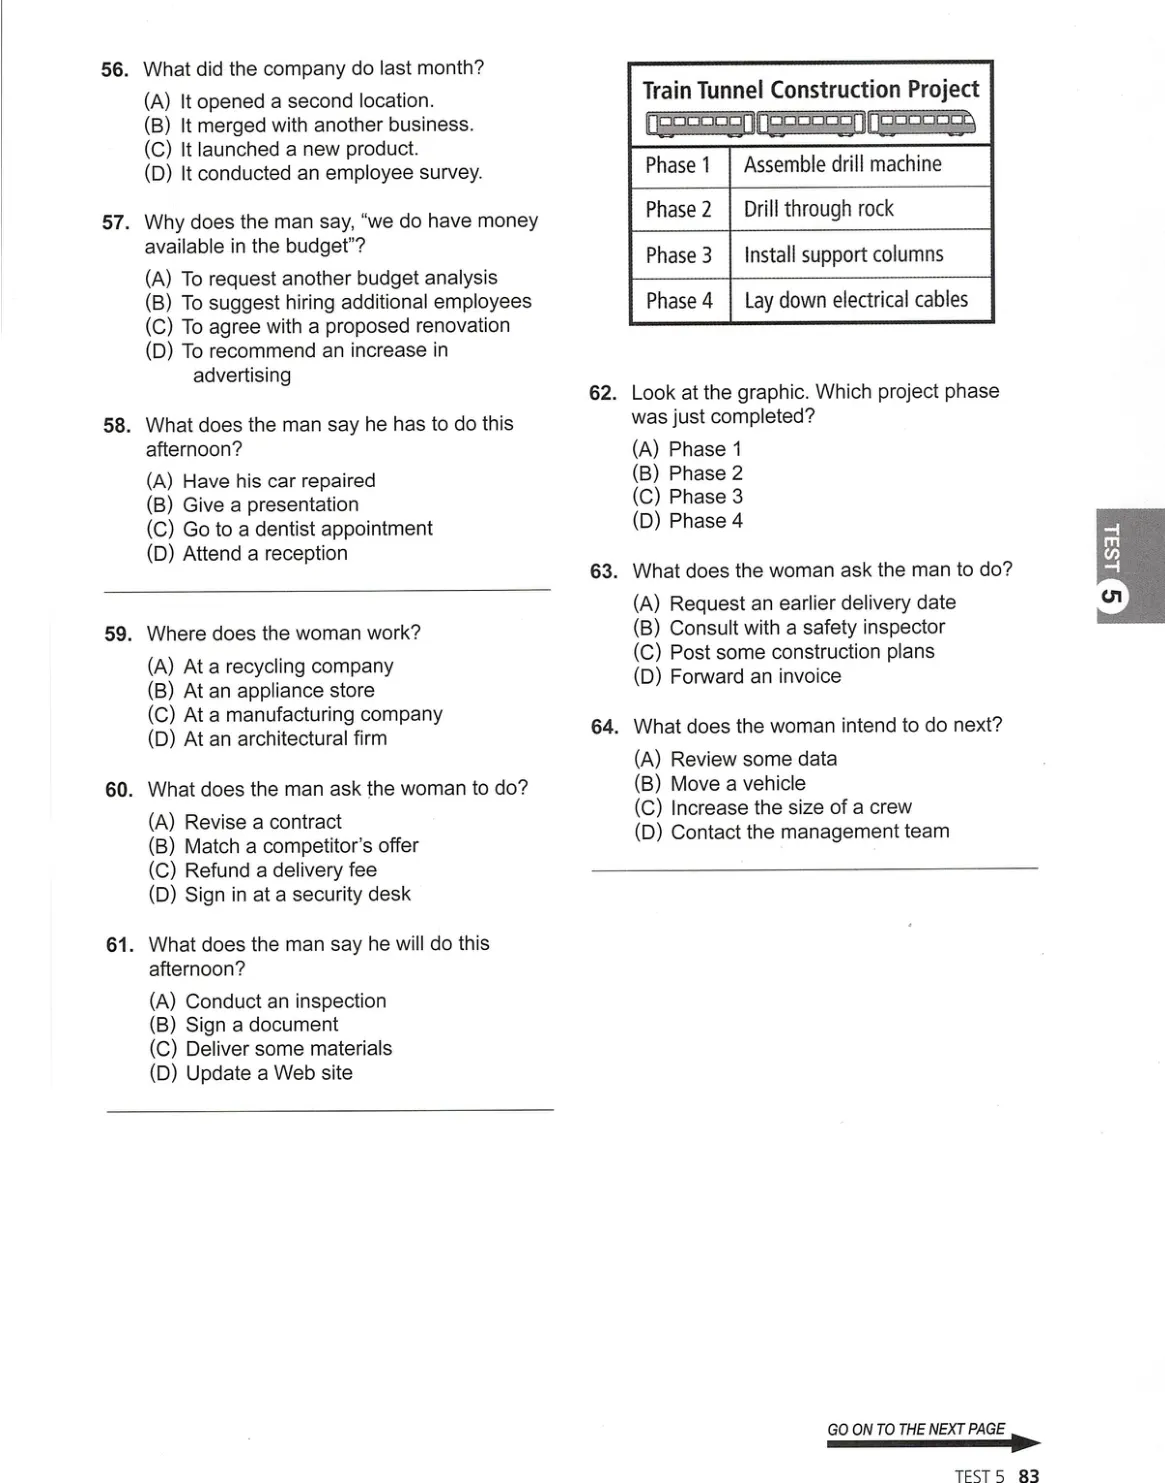 56. What did the company do last month?
(A) It opened a second location.
(B) It merged with another business.
(C) It launched a new product.
(D) It conducted an employee survey.
57. Why does the man say, “we do have money
available in the budget”?
(A) To request another budget analysis
(B) To suggest hiring additional employees
(C) To agree with a proposed renovation
(D) To recommend an increase in
advertising
58. What does the man say he has to do this
afternoon?
(A) Have his car repaired
(B) Give a presentation
(C) Go to a dentist appointment
(D) Attend a reception
59. Where does the woman work?
(A) At a recycling company
(B) At an appliance store
(C) At a manufacturing company
(D) At an architectural firm
60. What does the man ask the woman to do?
(A) Revise a contract
(B) Match a competitor’s offer
(C) Refund a delivery fee
(D) Sign in at a security desk
61. What does the man say he will do this
afternoon?
(A) Conduct an inspection
(B) Sign a document
(C) Deliver some materials
(D) Update a Web site
Train Tunnel Construction Project
Phase 1 Assemble drill machine
Phase 2 Drill through rock
Phase 3 Install support columns
Phase 4 Lay down electrical cables
62. Look at the graphic. Which project phase
was just completed?
(A) Phase 1
(B) Phase 2
(C) Phase 3
(D) Phase 4
63. What does the woman ask the man to do?
(A) Request an earlier delivery date
(B) Consult with a safety inspector
(C) Post some construction plans
(D) Forward an invoice
64. What does the woman intend to do next?
(A) Review some data
(B) Move a vehicle
(C) Increase the size of a crew
(D) Contact the management team
TEST 5
GO ON TO THE NEXT PAGE
TEST 5 83